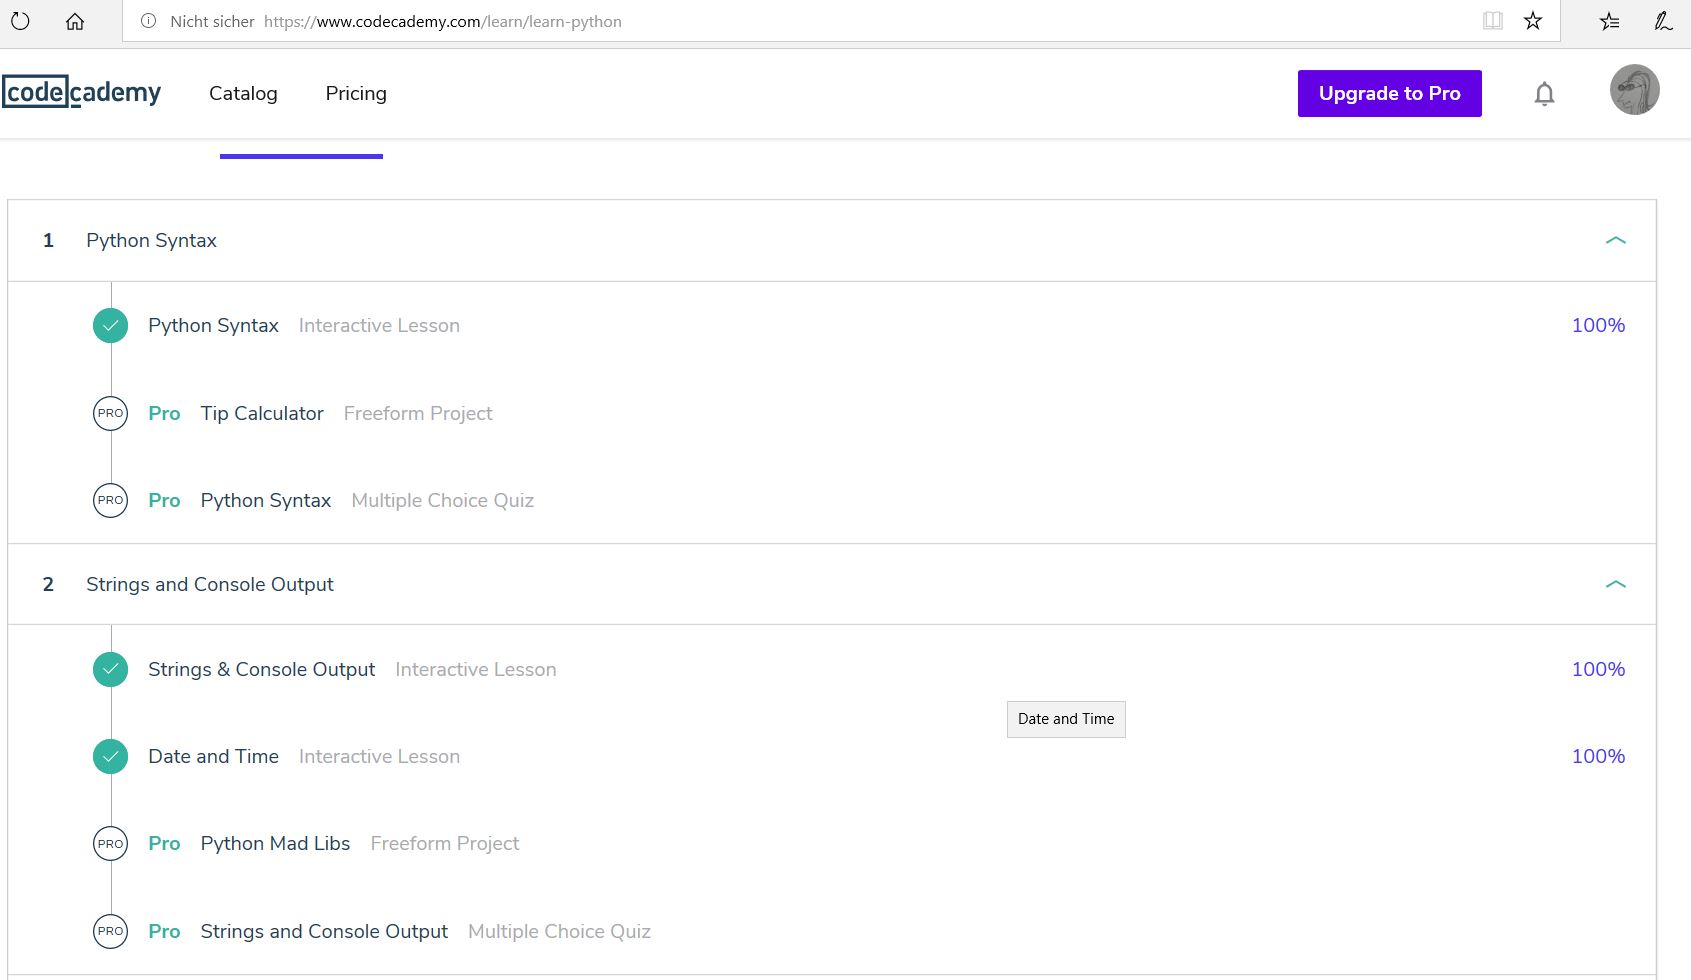 Nicht sicher https://www.codecademy.com/learn/learn-python
codecademy Catalog Pricing Upgrade to Pro
1 Python Syntax
Python Syntax Interactive Lesson 100%
PRO Pro Tip Calculator Freeform Project
PRO Pro Python Syntax Multiple Choice Quiz
2 Strings and Console Output
Strings & Console Output Interactive Lesson 100%
Date and Time
Date and Time Interactive Lesson 100%
PRO Pro Python Mad Libs Freeform Project
PRO Pro Strings and Console Output Multiple Choice Quiz